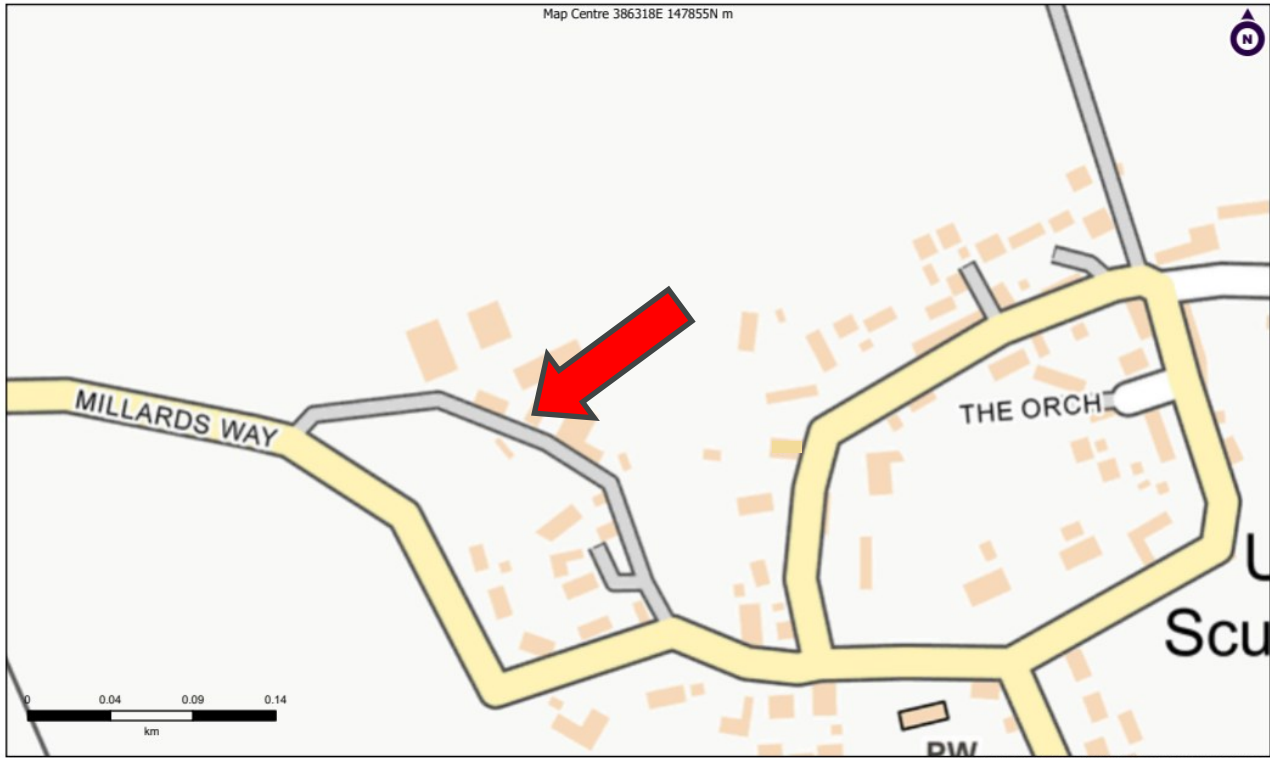 Map Centre 386318E 147855N m
N
MILLARDS WAY
THE ORCH
U
Scu
0 0.04 0.09 0.14
km
PW